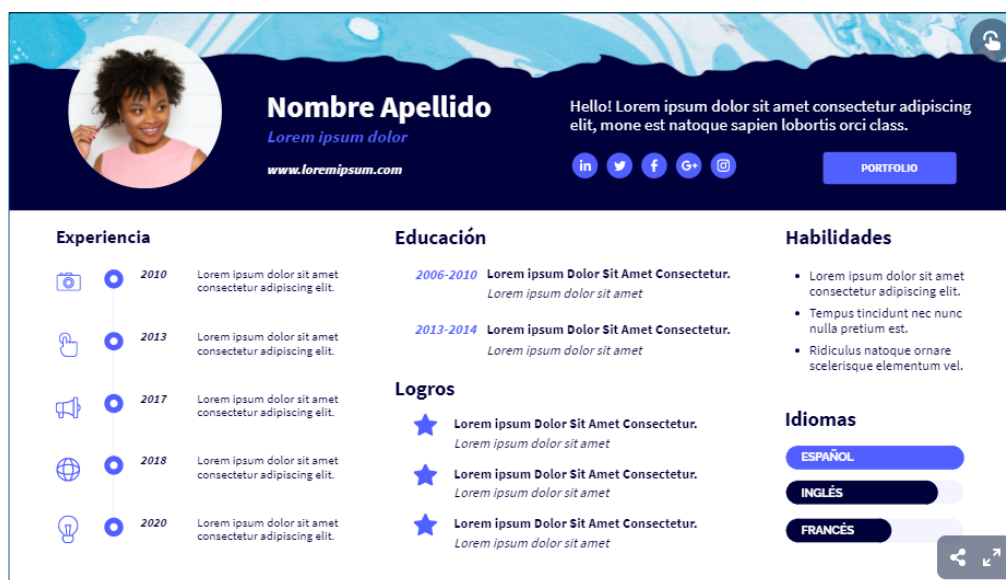 Nombre Apellido
Lorem ipsum dolor
www.loremipsum.com
Hello! Lorem ipsum dolor sit amet consectetur adipiscing
elit, mone est natoque sapien lobortis orci class.
in
G+
PORTFOLIO
Experiencia
2010
Lorem ipsum dolor sit amet
consectetur adipiscing elit.
2013
Lorem ipsum dolor sit amet
consectetur adipiscing elit.
2017
Lorem ipsum dolor sit amet
consectetur adipiscing elit.
2018
Lorem ipsum dolor sit amet
consectetur adipiscing elit.
2020
Lorem ipsum dolor sit amet
consectetur adipiscing elit.
Educación
2006-2010 Lorem ipsum Dolor Sit Amet Consectetur.
Lorem ipsum dolor sit amet
2013-2014 Lorem ipsum Dolor Sit Amet Consectetur.
Lorem ipsum dolor sit amet
Logros
Lorem ipsum Dolor Sit Amet Consectetur.
Lorem ipsum dolor sit amet
Lorem ipsum Dolor Sit Amet Consectetur.
Lorem ipsum dolor sit amet
Lorem ipsum Dolor Sit Amet Consectetur.
Lorem ipsum dolor sit amet
Habilidades
• Lorem ipsum dolor sit amet
consectetur adipiscing elit.
• Tempus tincidunt nec nunc
nulla pretium est.
• Ridiculus natoque ornare
scelerisque elementum vel.
Idiomas
ESPAÑOL
INGLÉS
FRANCÉS